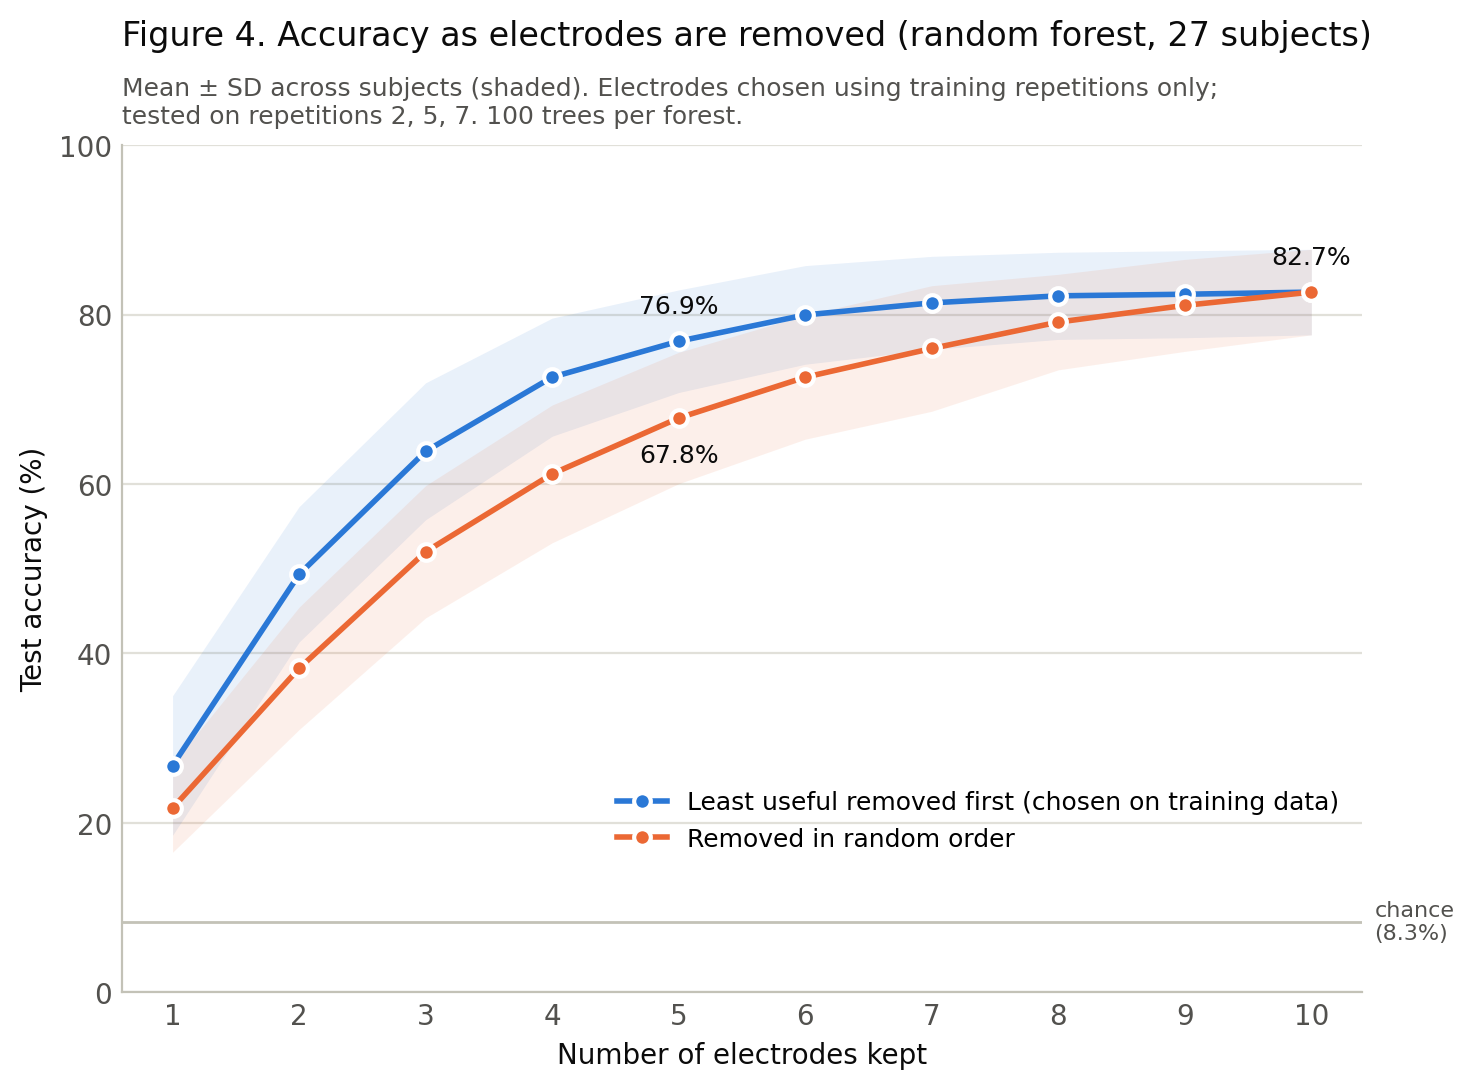 Figure 4. Accuracy as electrodes are removed (random forest, 27 subjects)
Mean ± SD across subjects (shaded). Electrodes chosen using training repetitions only;
tested on repetitions 2, 5, 7. 100 trees per forest.
100
80
60
40
20
0
Test accuracy (%)
82.7%
76.9%
67.8%
Least useful removed first (chosen on training data)
Removed in random order
chance
(8.3%)
1 2 3 4 5 6 7 8 9 10
Number of electrodes kept